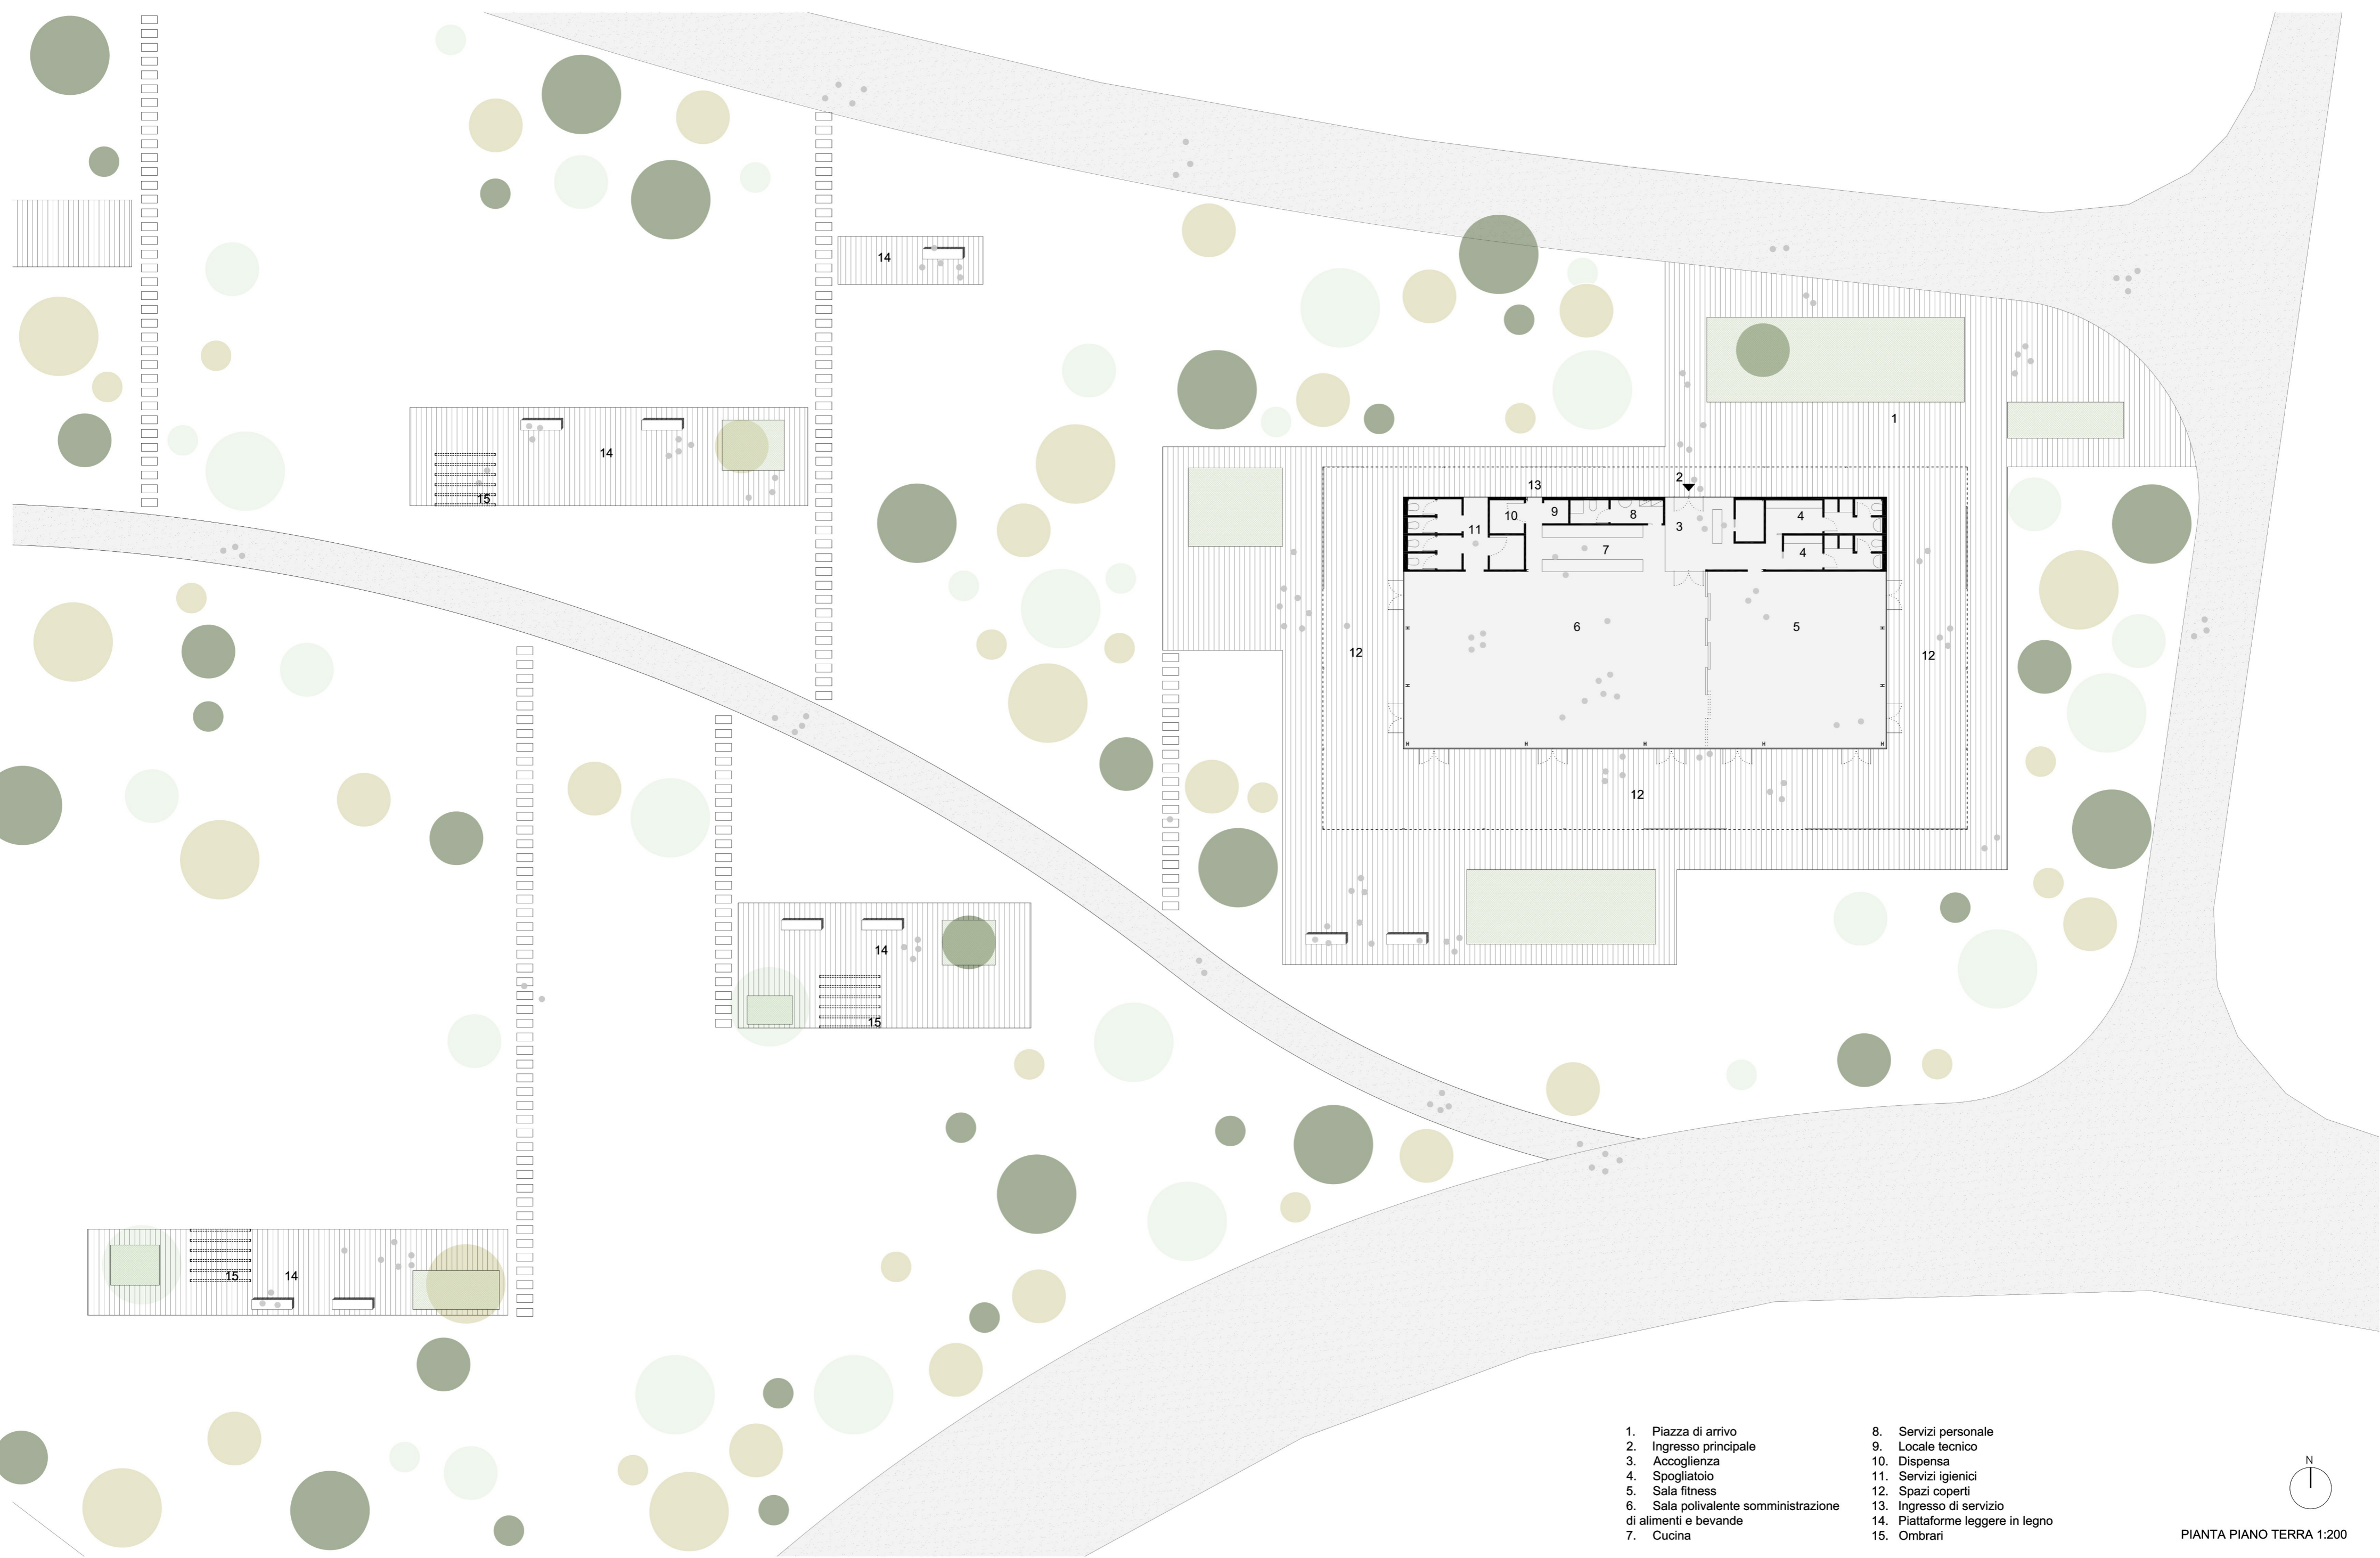 14
1
14
15
2
13
10
9
8
3
4
11
7
4
6
5
12
12
12
14
15
15
14
1. Piazza di arrivo
2. Ingresso principale
3. Accoglienza
4. Spogliatoio
5. Sala fitness
6. Sala polivalente somministrazione
di alimenti e bevande
7. Cucina
8. Servizi personale
9. Locale tecnico
10. Dispensa
11. Servizi igienici
12. Spazi coperti
13. Ingresso di servizio
14. Piattaforme leggere in legno
15. Ombrari
N
PIANTA PIANO TERRA 1:200